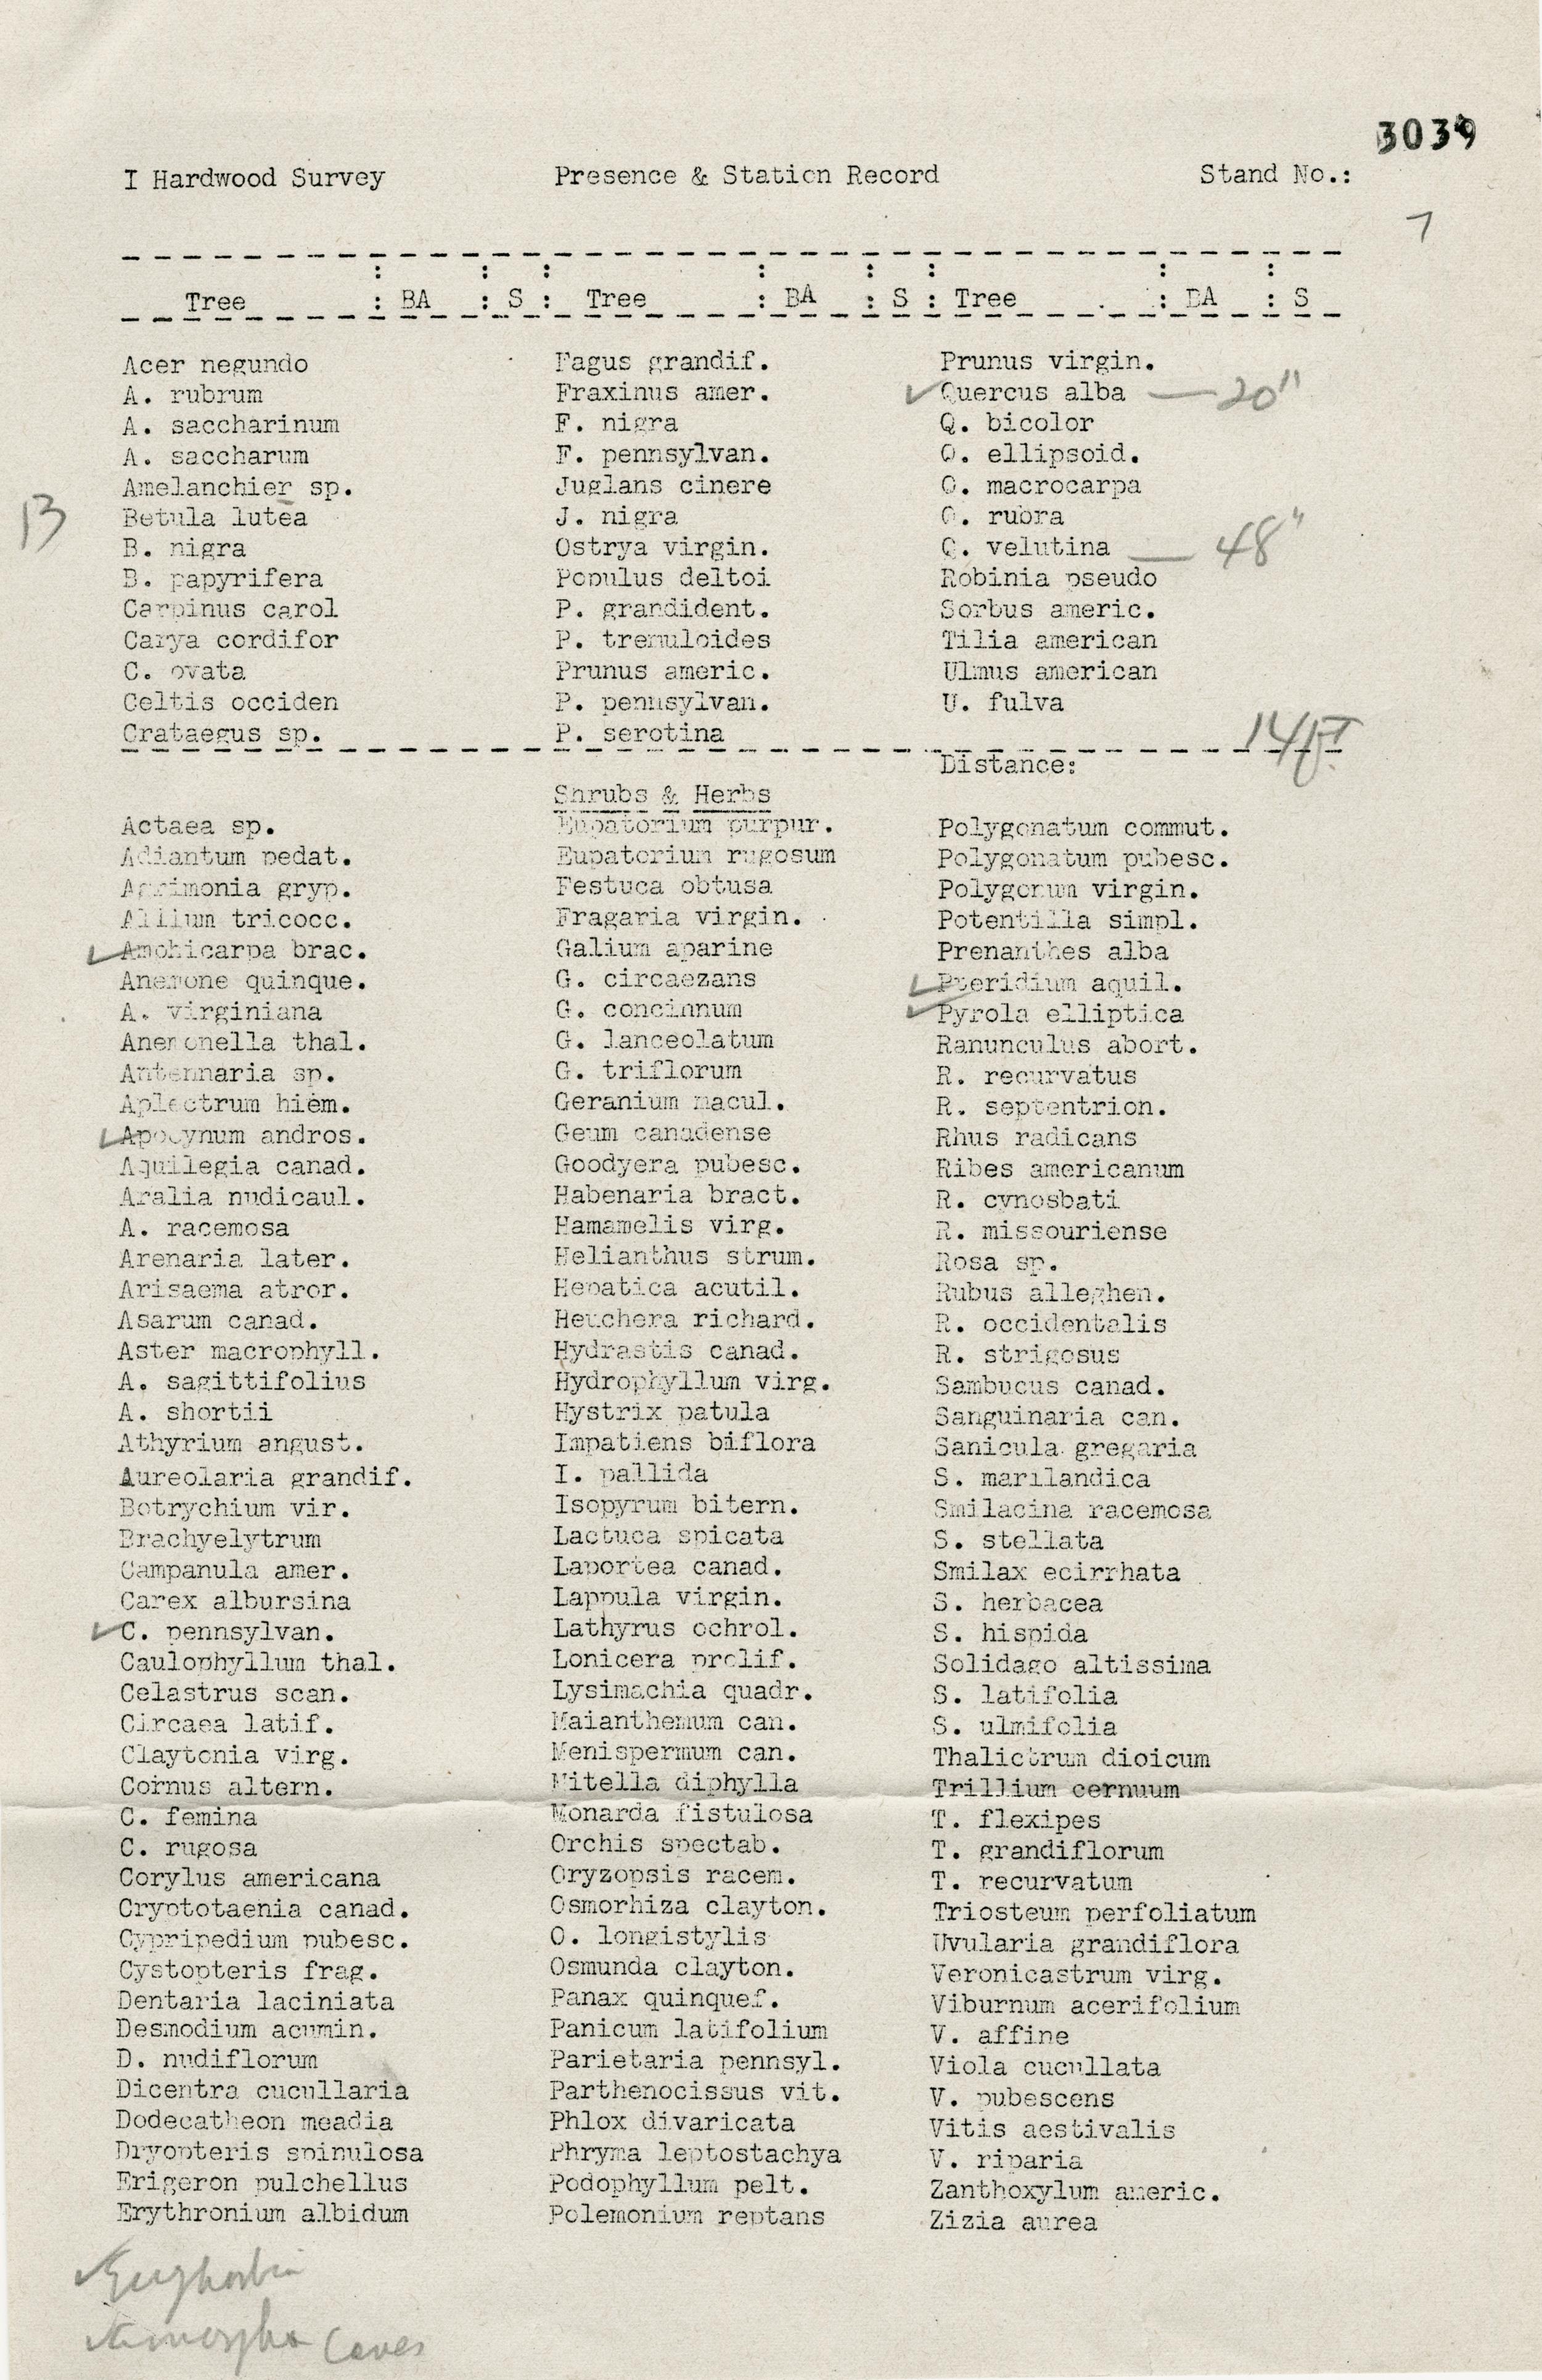 3039
I Hardwood Survey Presence & Station Record Stand No.:
7
Tree : BA : S : Tree : BA : S : Tree : BA : S
Acer negundo Fagus grandif. Prunus virgin.
A. rubrum Fraxinus amer. ✓ Quercus alba — 20"
A. saccharinum F. nigra Q. bicolor
A. saccharum F. pennsylvan. Q. ellipsoid.
Amelanchier sp. Juglans cinere Q. macrocarpa
13 Betula lutea J. nigra Q. rubra
B. nigra Ostrya virgin. Q. velutina — 48"
B. papyrifera Populus deltoi Robinia pseudo
Carpinus carol P. grandident. Sorbus americ.
Carya cordifor P. tremuloides Tilia american
C. ovata Prunus americ. Ulmus american
Celtis occiden P. pennsylvan. U. fulva
Crataegus sp. P. serotina
Distance: 14 FT
Shrubs & Herbs
Actaea sp. Eupatorium purpur. Polygonatum commut.
Adiantum pedat. Eupatorium rugosum Polygonatum pubesc.
Agrimonia gryp. Festuca obtusa Polygonum virgin.
Allium tricocc. Fragaria virgin. Potentilla simpl.
✓ Amphicarpa brac. Galium aparine Prenanthes alba
Anemone quinque. G. circaezans ✓ Pteridium aquil.
A. virginiana G. concinnum ✓ Pyrola elliptica
Anemonella thal. G. lanceolatum Ranunculus abort.
Antennaria sp. G. triflorum R. recurvatus
Aplectrum hiem. Geranium macul. R. septentrion.
✓ Apocynum andros. Geum canadense Rhus radicans
Aquilegia canad. Goodyera pubesc. Ribes americanum
Aralia nudicaul. Habenaria bract. R. cynosbati
A. racemosa Hamamelis virg. R. missouriense
Arenaria later. Helianthus strum. Rosa sp.
Arisaema atror. Hepatica acutil. Rubus alleghen.
Asarum canad. Heuchera richard. R. occidentalis
Aster macrophyll. Hydrastis canad. R. strigosus
A. sagittifolius Hydrophyllum virg. Sambucus canad.
A. shortii Hystrix patula Sanguinaria can.
Athyrium angust. Impatiens biflora Sanicula gregaria
Aureolaria grandif. I. pallida S. marilandica
Botrychium vir. Isopyrum bitern. Smilacina racemosa
Brachyelytrum Lactuca spicata S. stellata
Campanula amer. Laportea canad. Smilax ecirrhata
Carex albursina Lappula virgin. S. herbacea
✓ C. pennsylvan. Lathyrus ochrol. S. hispida
Caulophyllum thal. Lonicera prolif. Solidago altissima
Celastrus scan. Lysimachia quadr. S. latifolia
Circaea latif. Maianthemum can. S. ulmifolia
Claytonia virg. Menispermum can. Thalictrum dioicum
Cornus altern. Mitella diphylla Trillium cernuum
C. femina Monarda fistulosa T. flexipes
C. rugosa Orchis spectab. T. grandiflorum
Corylus americana Oryzopsis racem. T. recurvatum
Cryptotaenia canad. Osmorhiza clayton. Triosteum perfoliatum
Cypripedium pubesc. O. longistylis Uvularia grandiflora
Cystopteris frag. Osmunda clayton. Veronicastrum virg.
Dentaria laciniata Panax quinquef. Viburnum acerifolium
Desmodium acumin. Panicum latifolium V. affine
D. nudiflorum Parietaria pennsyl. Viola cucullata
Dicentra cucullaria Parthenocissus vit. V. pubescens
Dodecatheon meadia Phlox divaricata Vitis aestivalis
Dryopteris spinulosa Phryma leptostachya V. riparia
Erigeron pulchellus Podophyllum pelt. Zanthoxylum americ.
Erythronium albidum Polemonium reptans Zizia aurea
✓ Euphorbia
✓ Amorpha Canes